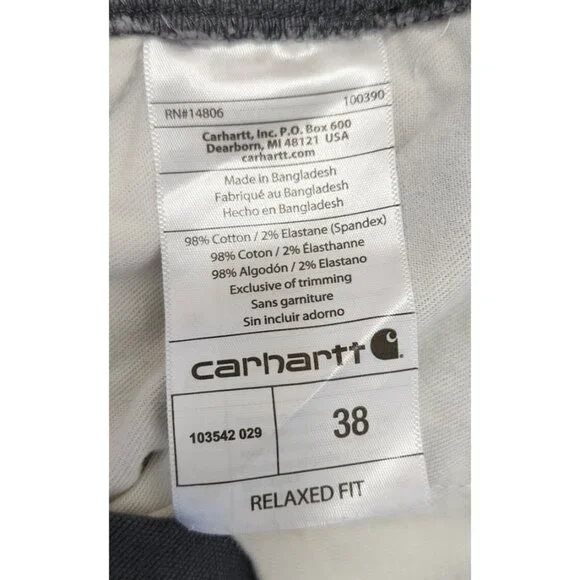 RN#14806 100390
Carhartt, Inc. P.O. Box 600
Dearborn, MI 48121 USA
carhartt.com
Made in Bangladesh
Fabriqué au Bangladesh
Hecho en Bangladesh
98% Cotton / 2% Elastane (Spandex)
98% Coton / 2% Élasthanne
98% Algodón / 2% Elastano
Exclusive of trimming
Sans garniture
Sin incluir adorno
carhartt
103542 029 38
RELAXED FIT